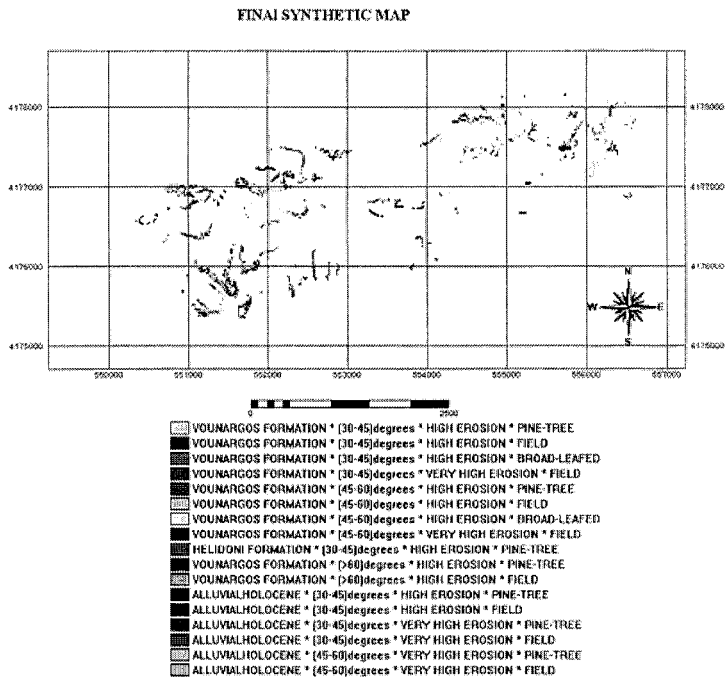 FINAl SYNTHETIC MAP
4178000 4178000
4177000 4177000
4176000 4176000
4175000 4175000
N
W E
S
550000 551000 552000 553000 554000 555000 556000 557000
0 2500
VOUNARGOS FORMATION * (30-45)degrees * HIGH EROSION * PINE-TREE
VOUNARGOS FORMATION * (30-45)degrees * HIGH EROSION * FIELD
VOUNARGOS FORMATION * (30-45)degrees * HIGH EROSION * BROAD-LEAFED
VOUNARGOS FORMATION * (30-45)degrees * VERY HIGH EROSION * FIELD
VOUNARGOS FORMATION * (45-60)degrees * HIGH EROSION * PINE-TREE
VOUNARGOS FORMATION * (45-60)degrees * HIGH EROSION * FIELD
VOUNARGOS FORMATION * (45-60)degrees * HIGH EROSION * BROAD-LEAFED
VOUNARGOS FORMATION * (45-60)degrees * VERY HIGH EROSION * FIELD
HELIDONI FORMATION * (30-45)degrees * HIGH EROSION * PINE-TREE
VOUNARGOS FORMATION * (>60)degrees * HIGH EROSION * PINE-TREE
VOUNARGOS FORMATION * (>60)degrees * HIGH EROSION * FIELD
ALLUVIALHOLOCENE * (30-45)degrees * HIGH EROSION * PINE-TREE
ALLUVIALHOLOCENE * (30-45)degrees * HIGH EROSION * FIELD
ALLUVIALHOLOCENE * (30-45)degrees * VERY HIGH EROSION * PINE-TREE
ALLUVIALHOLOCENE * (30-45)degrees * VERY HIGH EROSION * FIELD
ALLUVIALHOLOCENE * (45-60)degrees * VERY HIGH EROSION * PINE-TREE
ALLUVIALHOLOCENE * (45-60)degrees * VERY HIGH EROSION * FIELD